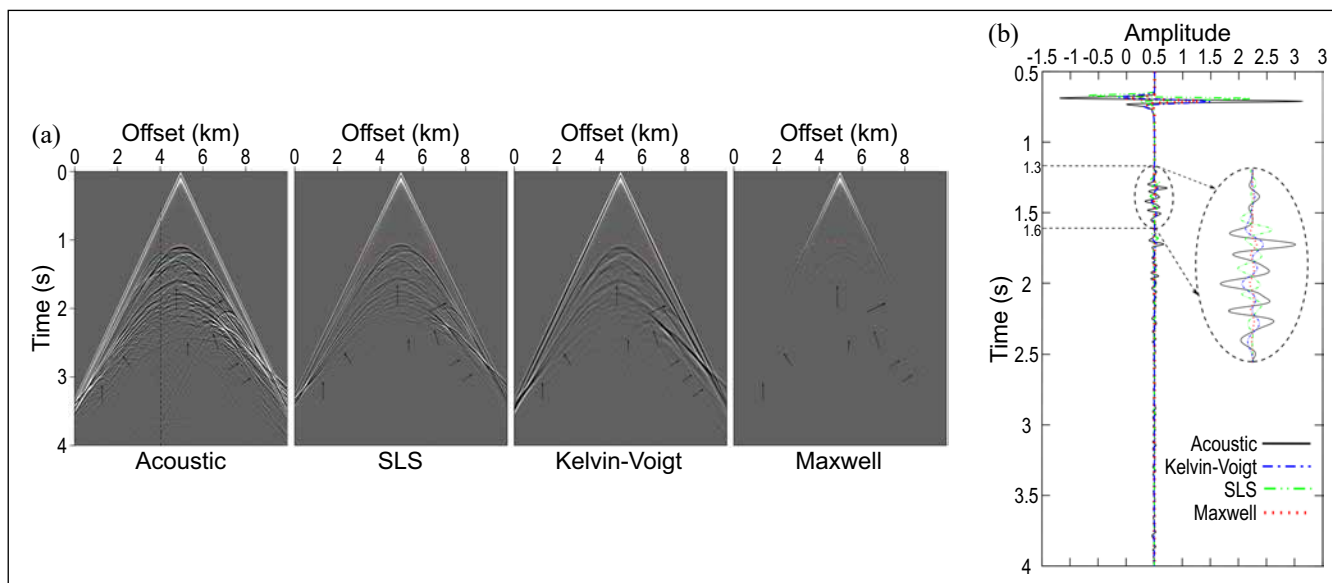 (a)
Offset (km) Offset (km) Offset (km) Offset (km)
0 2 4 6 8 0 2 4 6 8 0 2 4 6 8 0 2 4 6 8
0
1
2
3
4
Time (s)
Acoustic SLS Kelvin-Voigt Maxwell
(b)
Amplitude
-1.5 -1 0 0.5 1 1.5 2 2.5 3 3
0.5
1
1.3
1.5
1.6
2
2.5
3
3.5
4
Time (s)
Acoustic
Kelvin-Voigt
SLS
Maxwell